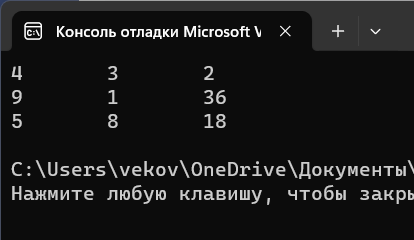 Консоль отладки Microsoft V
4 3 2
9 1 36
5 8 18
C:\Users\vekov\OneDrive\Документы\
Нажмите любую клавишу, чтобы закры